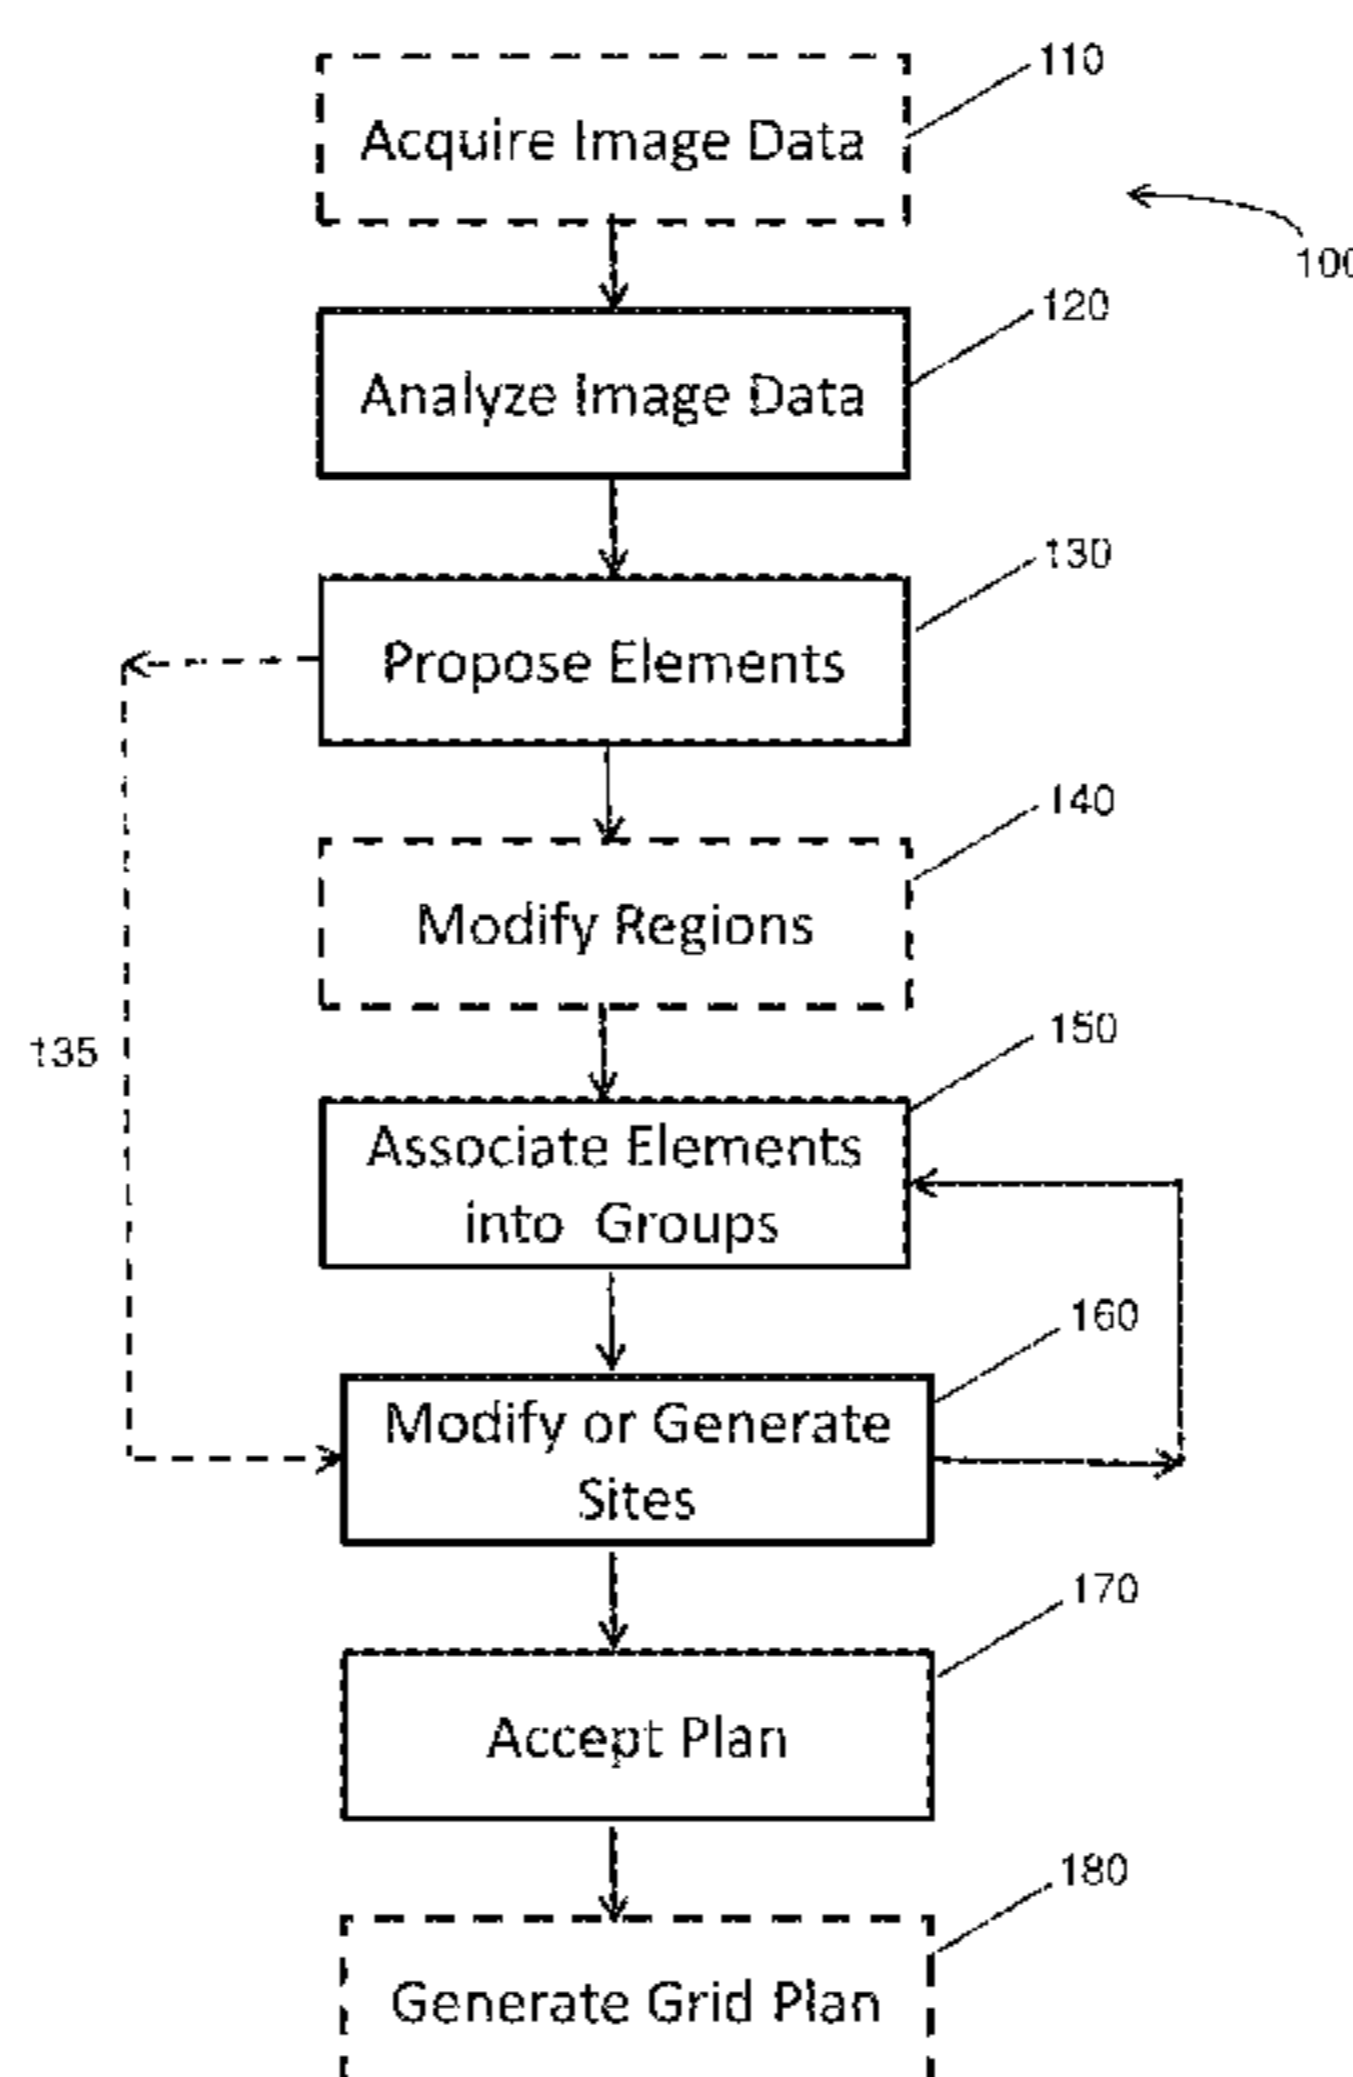 110
Acquire Image Data
100
120
Analyze Image Data
130
Propose Elements
140
Modify Regions
135
150
Associate Elements
into Groups
160
Modify or Generate
Sites
170
Accept Plan
180
Generate Grid Plan